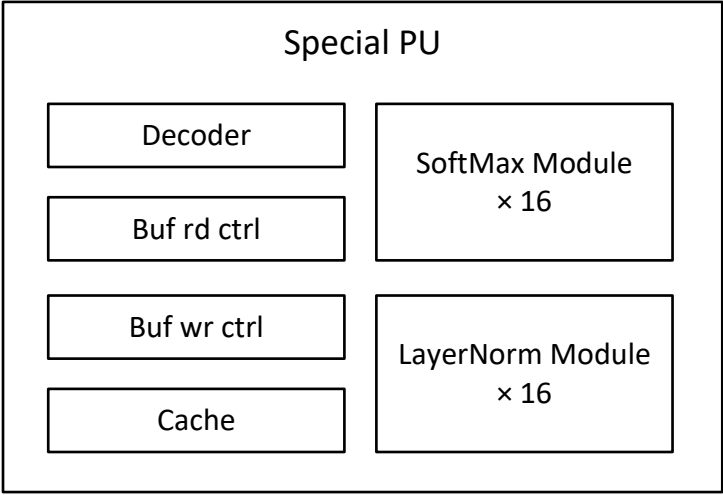 Special PU
Decoder
Buf rd ctrl
Buf wr ctrl
Cache
SoftMax Module
× 16
LayerNorm Module
× 16